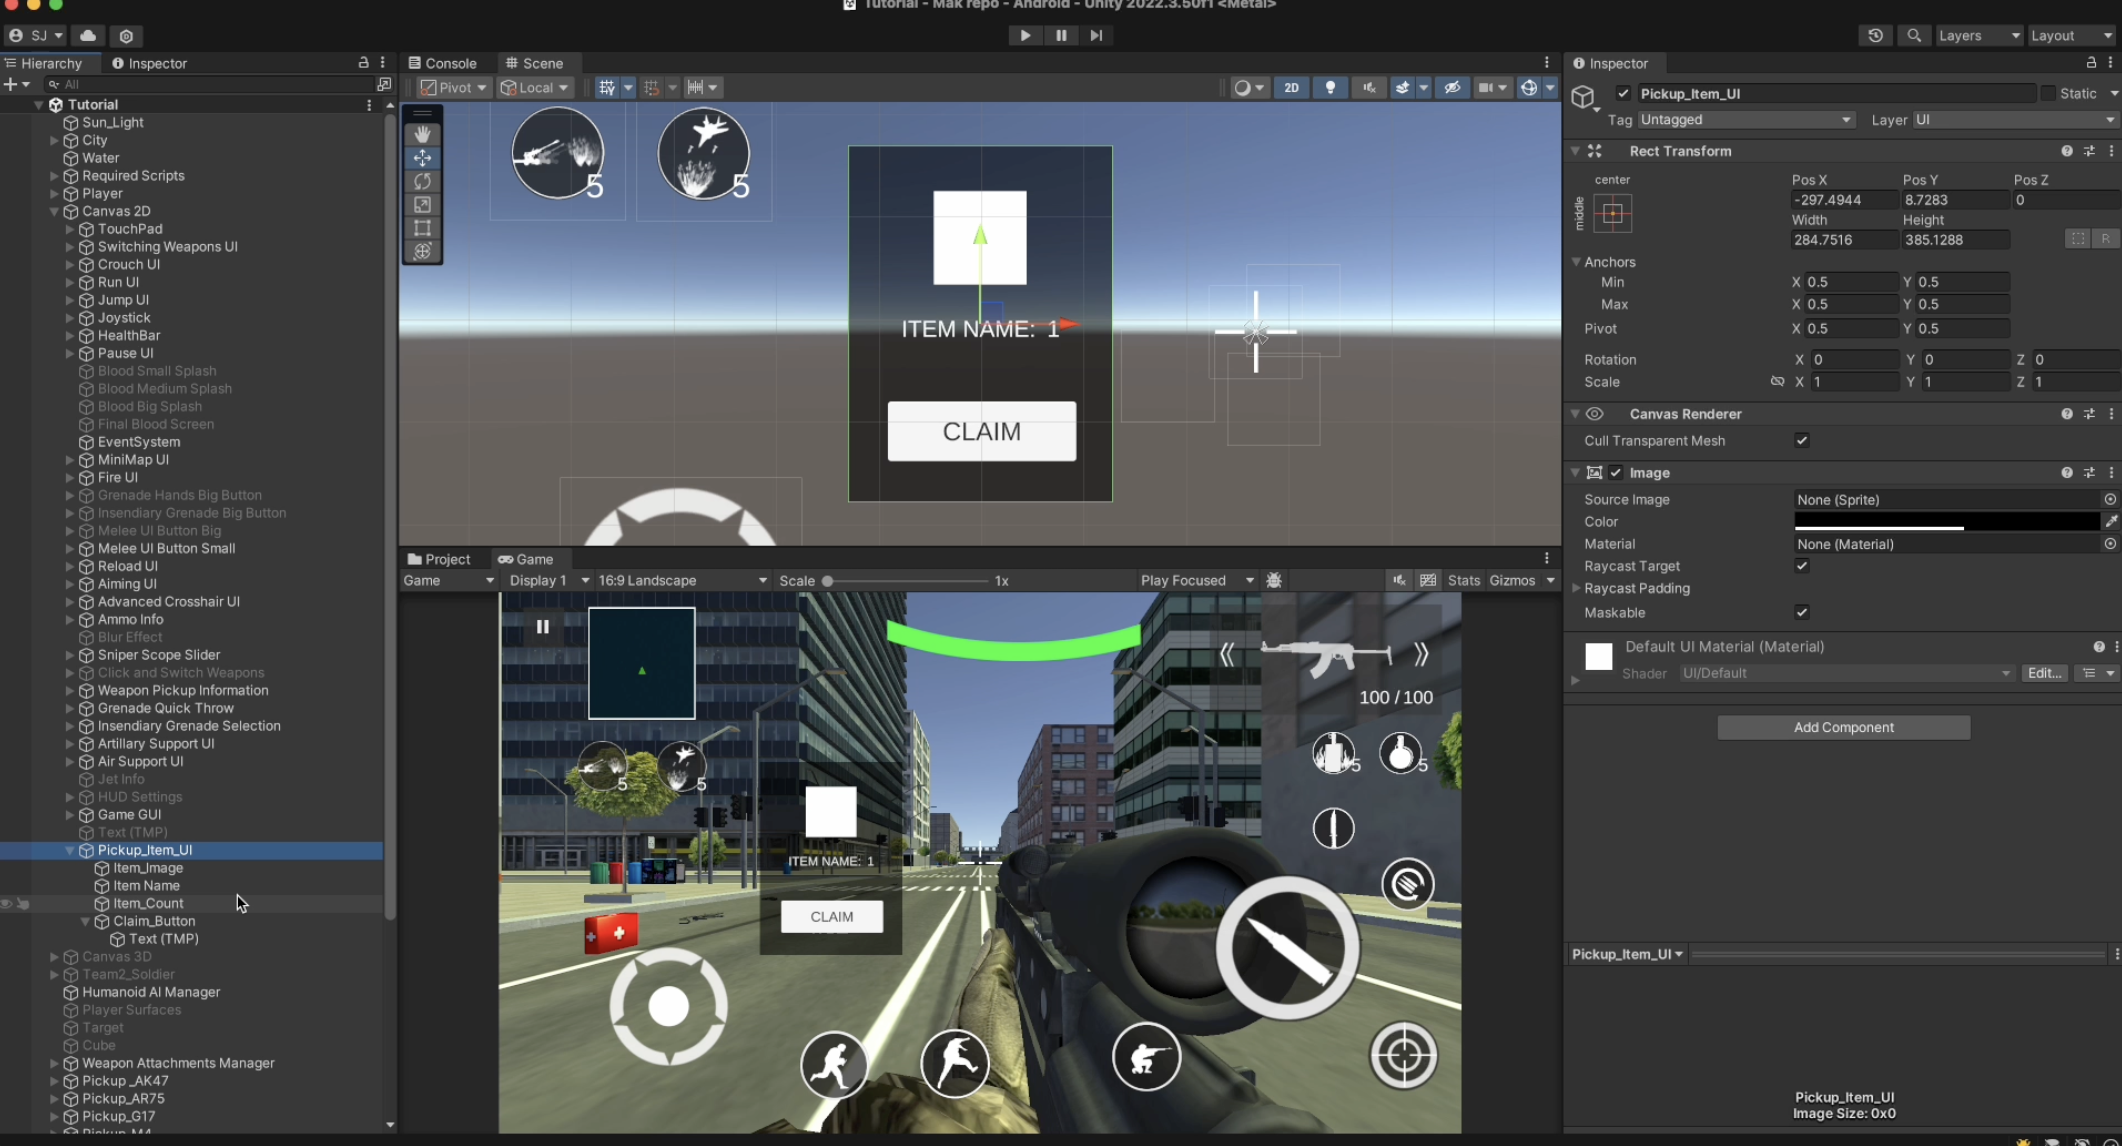 Tutorial - Mak repo - Android - Unity 2022.3.50f1 <Metal>
SJ
Layers
Layout
Hierarchy
Inspector
All
Tutorial
Sun_Light
City
Water
Required Scripts
Player
Canvas 2D
TouchPad
Switching Weapons UI
Crouch UI
Run UI
Jump UI
Joystick
HealthBar
Pause UI
Blood Small Splash
Blood Medium Splash
Blood Big Splash
Final Blood Screen
EventSystem
MiniMap UI
Fire UI
Grenade Hands Big Button
Insendiary Grenade Big Button
Melee UI Button Big
Melee UI Button Small
Reload UI
Aiming UI
Advanced Crosshair UI
Ammo Info
Blur Effect
Sniper Scope Slider
Click and Switch Weapons
Weapon Pickup Information
Grenade Quick Throw
Insendiary Grenade Selection
Artillary Support UI
Air Support UI
Jet Info
HUD Settings
Game GUI
Text (TMP)
Pickup_Item_UI
Item_Image
Item Name
Item_Count
Claim_Button
Text (TMP)
Canvas 3D
Team2_Soldier
Humanoid AI Manager
Player Surfaces
Target
Cube
Weapon Attachments Manager
Pickup _AK47
Pickup_AR75
Pickup_G17
Console
Scene
Pivot
Local
2D
5
5
ITEM NAME: 1
CLAIM
Project
Game
Game
Display 1
16:9 Landscape
Scale
1x
Play Focused
Stats
Gizmos
100 / 100
5
5
5
5
ITEM NAME: 1
CLAIM
Inspector
Pickup_Item_UI
Static
Tag Untagged
Layer UI
Rect Transform
center
middle
Pos X Pos Y Pos Z
-297.4944 8.7283 0
Width Height
284.7516 385.1288
R
Anchors
Min X 0.5 Y 0.5
Max X 0.5 Y 0.5
Pivot X 0.5 Y 0.5
Rotation X 0 Y 0 Z 0
Scale X 1 Y 1 Z 1
Canvas Renderer
Cull Transparent Mesh
Image
Source Image None (Sprite)
Color
Material None (Material)
Raycast Target
Raycast Padding
Maskable
Default UI Material (Material)
Shader UI/Default Edit...
Add Component
Pickup_Item_UI
Pickup_Item_UI
Image Size: 0x0